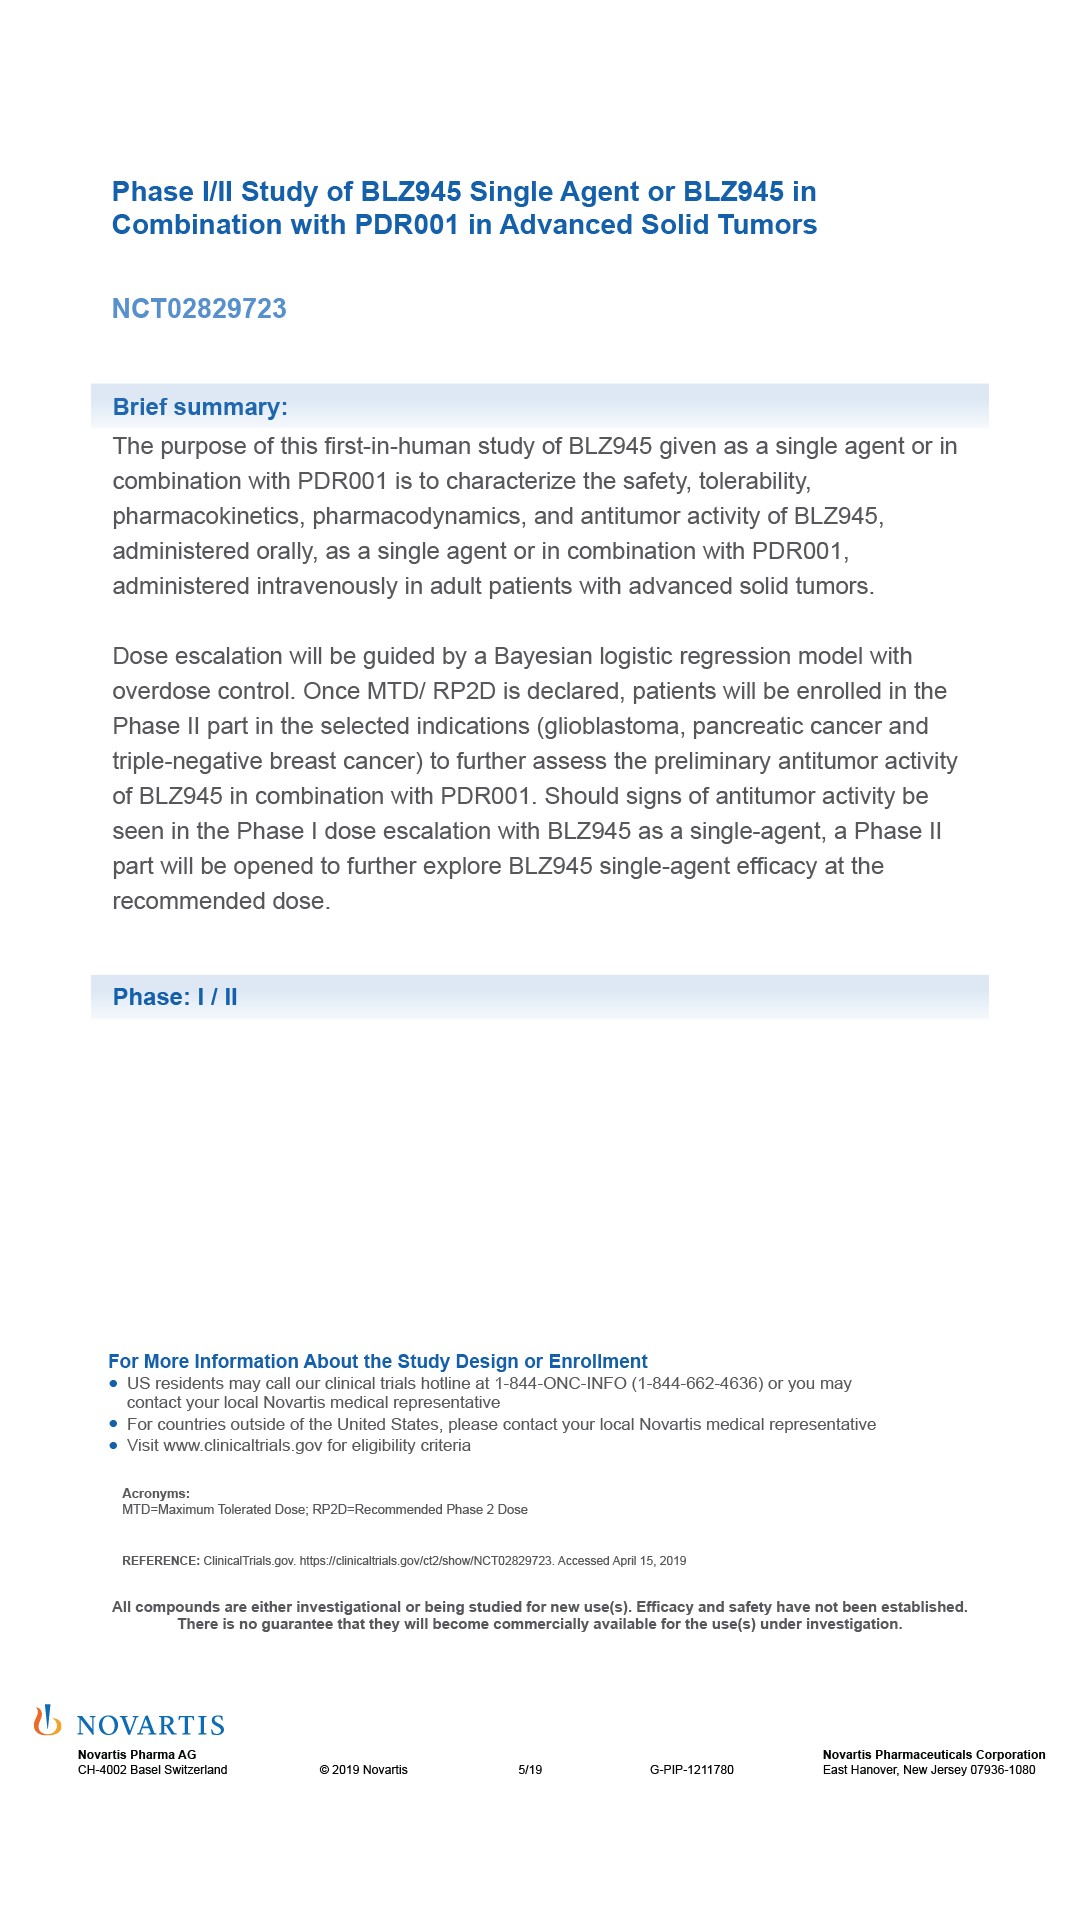 Phase I/II Study of BLZ945 Single Agent or BLZ945 in
Combination with PDR001 in Advanced Solid Tumors
NCT02829723
Brief summary:
The purpose of this first-in-human study of BLZ945 given as a single agent or in
combination with PDR001 is to characterize the safety, tolerability,
pharmacokinetics, pharmacodynamics, and antitumor activity of BLZ945,
administered orally, as a single agent or in combination with PDR001,
administered intravenously in adult patients with advanced solid tumors.
Dose escalation will be guided by a Bayesian logistic regression model with
overdose control. Once MTD/ RP2D is declared, patients will be enrolled in the
Phase II part in the selected indications (glioblastoma, pancreatic cancer and
triple-negative breast cancer) to further assess the preliminary antitumor activity
of BLZ945 in combination with PDR001. Should signs of antitumor activity be
seen in the Phase I dose escalation with BLZ945 as a single-agent, a Phase II
part will be opened to further explore BLZ945 single-agent efficacy at the
recommended dose.
Phase: I / II
For More Information About the Study Design or Enrollment
● US residents may call our clinical trials hotline at 1-844-ONC-INFO (1-844-662-4636) or you may
contact your local Novartis medical representative
● For countries outside of the United States, please contact your local Novartis medical representative
● Visit www.clinicaltrials.gov for eligibility criteria
Acronyms:
MTD=Maximum Tolerated Dose; RP2D=Recommended Phase 2 Dose
REFERENCE: ClinicalTrials.gov. https://clinicaltrials.gov/ct2/show/NCT02829723. Accessed April 15, 2019
All compounds are either investigational or being studied for new use(s). Efficacy and safety have not been established.
There is no guarantee that they will become commercially available for the use(s) under investigation.
NOVARTIS
Novartis Pharma AG Novartis Pharmaceuticals Corporation
CH-4002 Basel Switzerland © 2019 Novartis 5/19 G-PIP-1211780 East Hanover, New Jersey 07936-1080